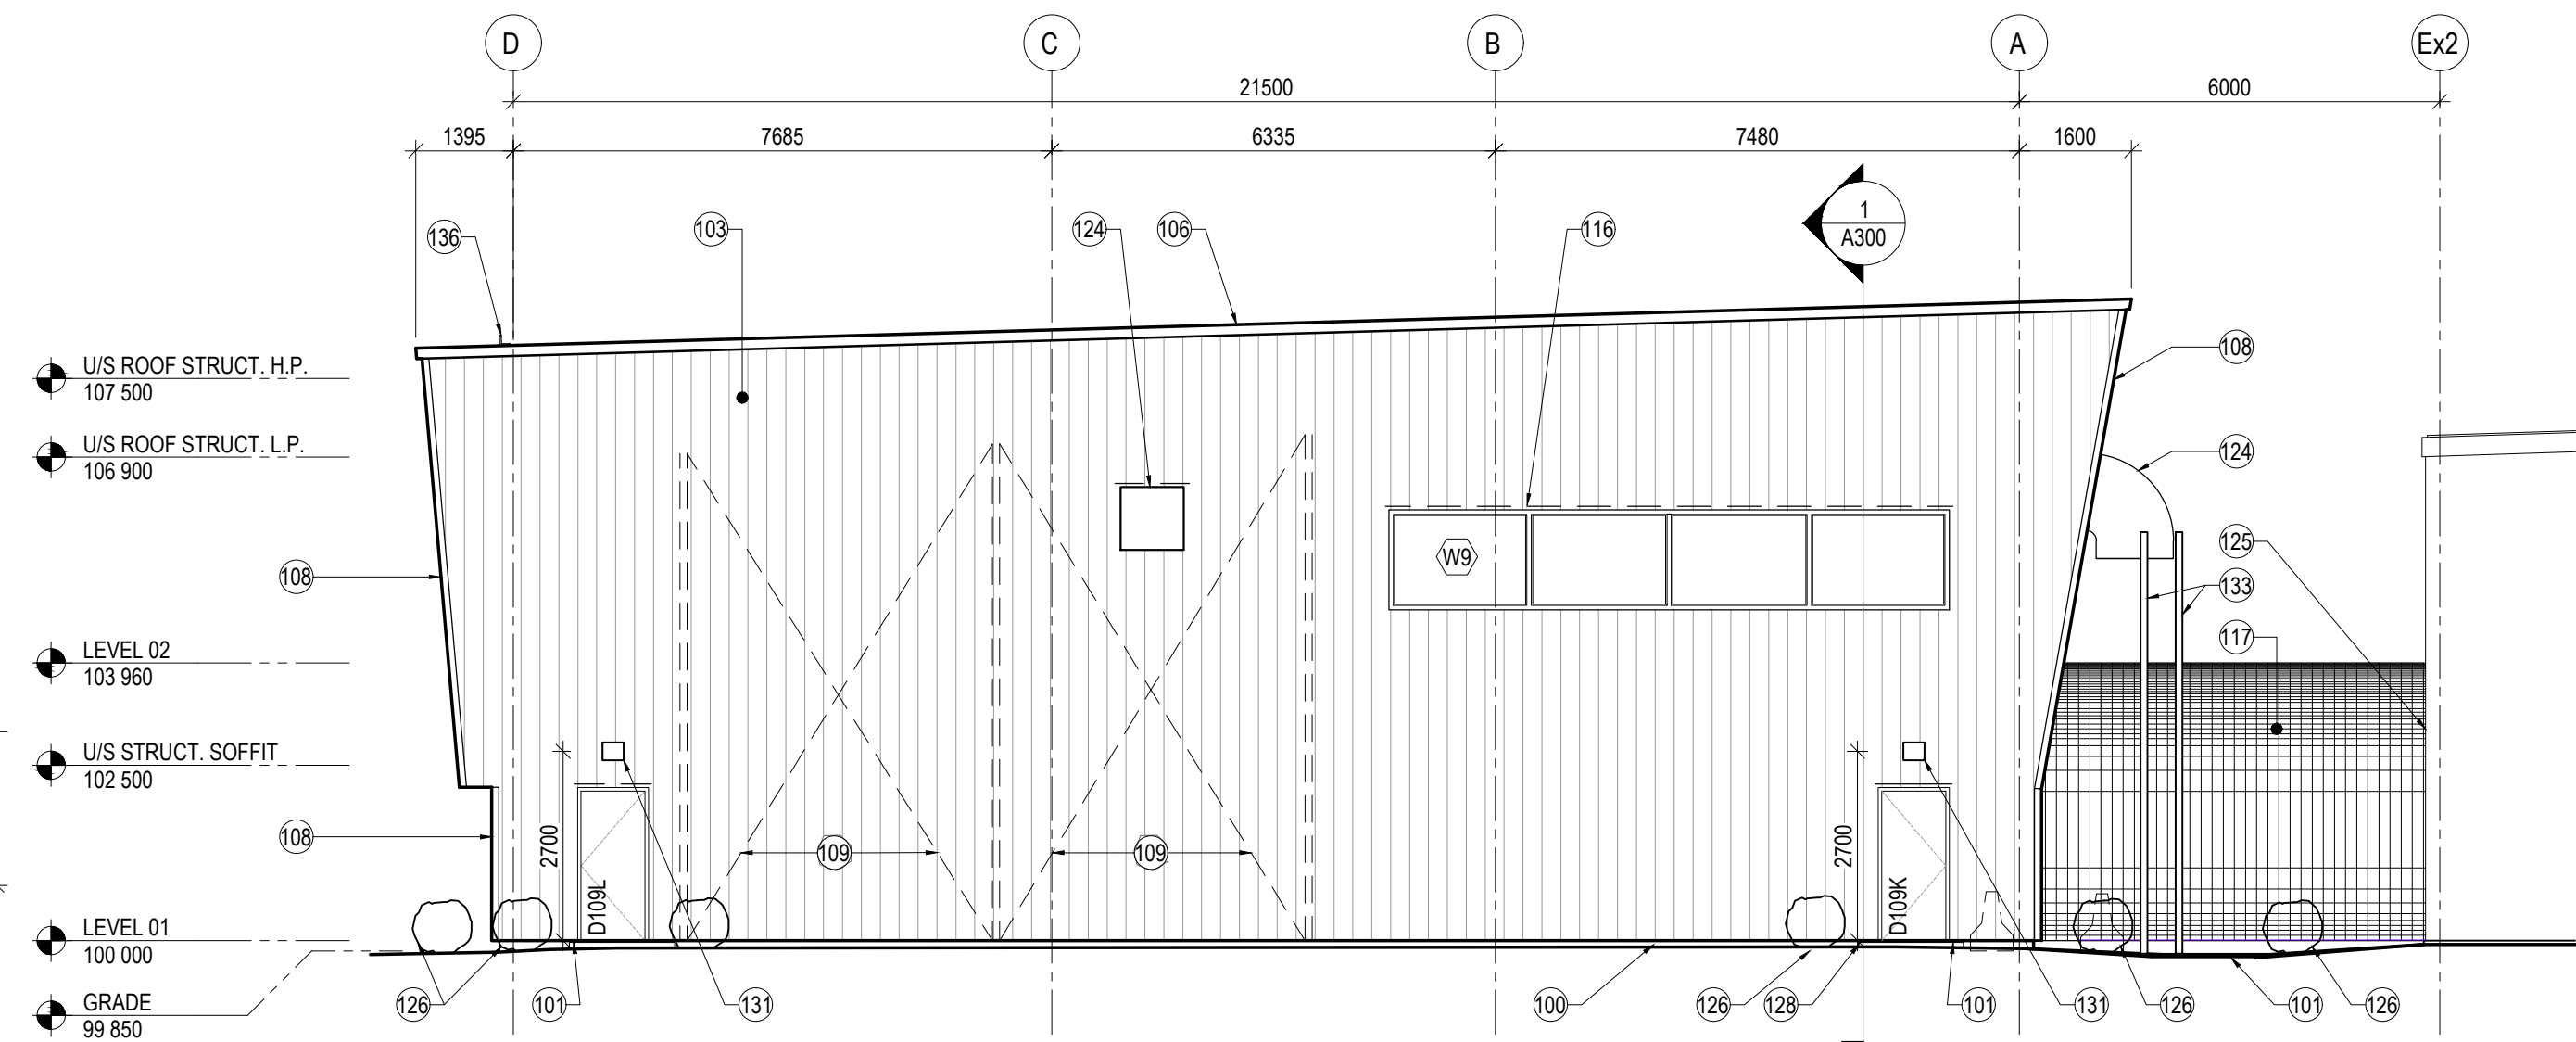 D
C
B
A
Ex2
21500
6000
1395
7685
6335
7480
1600
136
103
124
106
116
1
A300
108
U/S ROOF STRUCT. H.P.
107 500
124
U/S ROOF STRUCT. L.P.
106 900
125
W9
108
133
117
LEVEL 02
103 960
U/S STRUCT. SOFFIT
102 500
108
2700
109
109
2700
D109L
D109K
LEVEL 01
100 000
GRADE
99 850
126
101
131
100
126
128
101
131
126
101
126